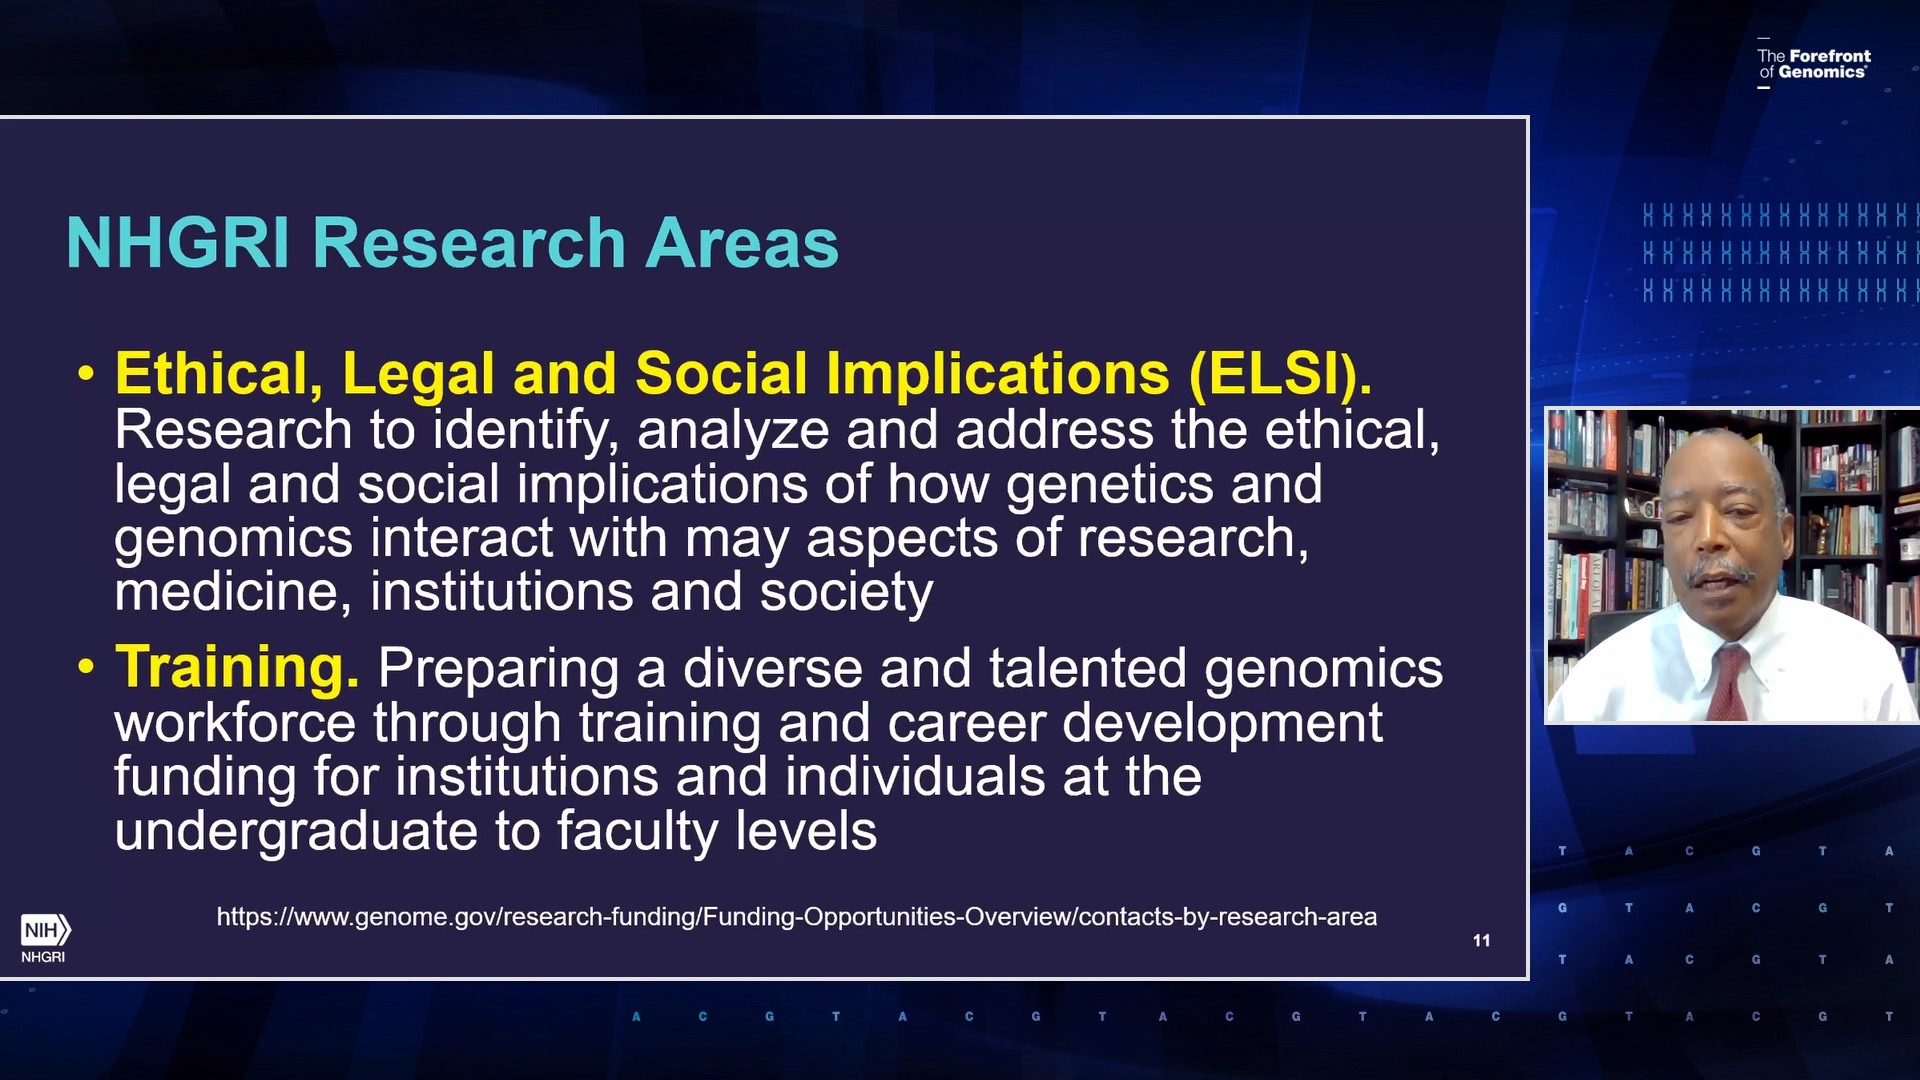 The Forefront
of Genomics®
NHGRI Research Areas
• Ethical, Legal and Social Implications (ELSI).
Research to identify, analyze and address the ethical,
legal and social implications of how genetics and
genomics interact with may aspects of research,
medicine, institutions and society
• Training. Preparing a diverse and talented genomics
workforce through training and career development
funding for institutions and individuals at the
undergraduate to faculty levels
https://www.genome.gov/research-funding/Funding-Opportunities-Overview/contacts-by-research-area
NIH
NHGRI
11
T A C G T A
G T A C G T
T A C G T A
A C G T A C G T A C G T A C G T A C G T